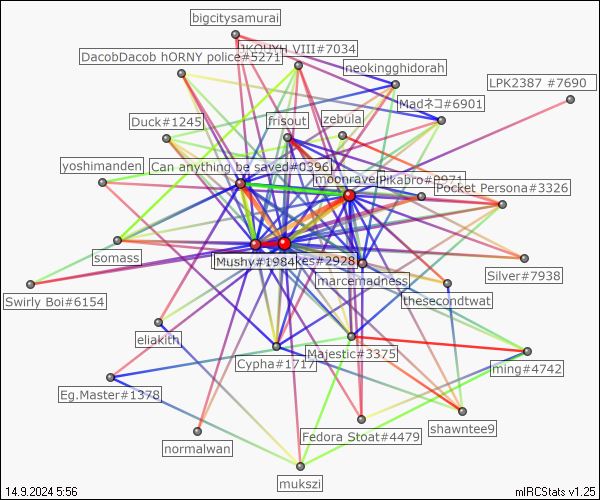 bigcitysamurai
JKOUYH VIII#7034
DacobDacob hORNY police#5271
neokingghidorah
LPK2387 #7690
Madネコ#6901
Duck#1245
frisout
zebula
yoshimanden
Can anything be saved#0396
moonrave
Pikabro#9971
Pocket Persona#3326
somass
Mushy#1984
kes#2928
Silver#7938
marcemadness
Swirly Boi#6154
thesecondtwat
eliakith
Cypha#1717
Majestic#3375
ming#4742
Eg.Master#1378
shawntee9
Fedora Stoat#4479
normalwan
mukszi
14.9.2024 5:56
mIRCStats v1.25